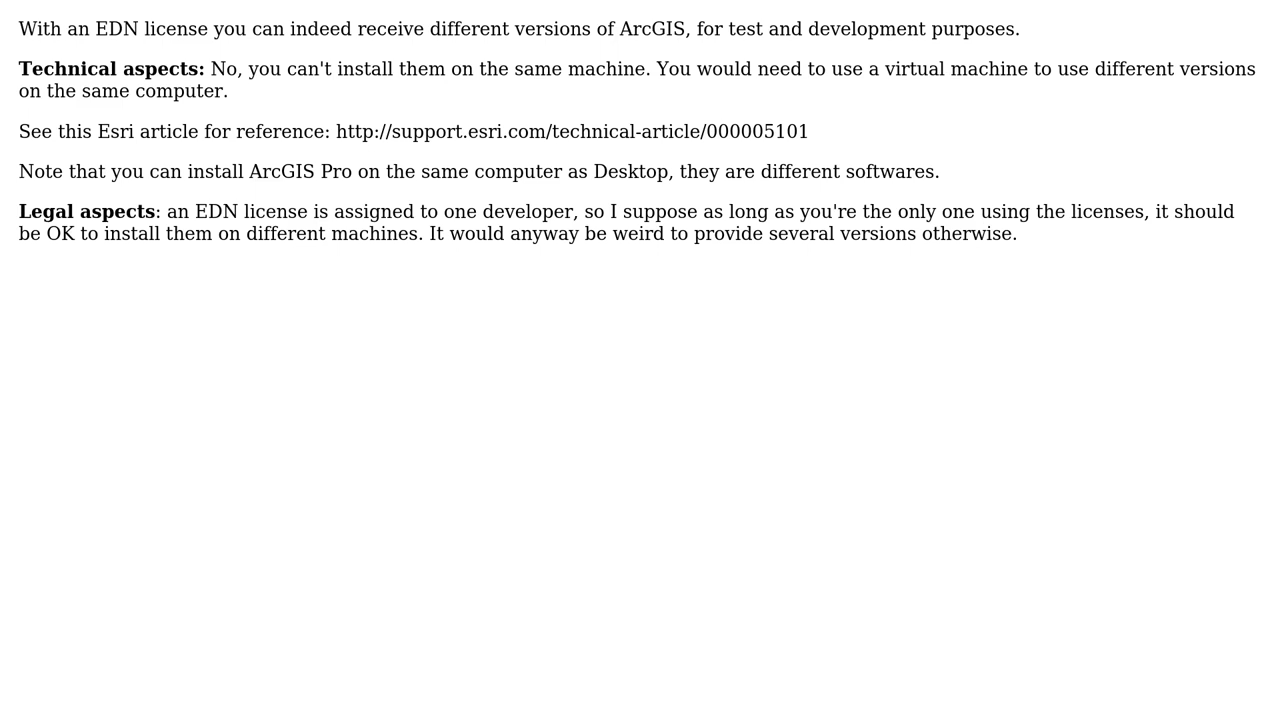 With an EDN license you can indeed receive different versions of ArcGIS, for test and development purposes.
Technical aspects: No, you can't install them on the same machine. You would need to use a virtual machine to use different versions
on the same computer.
See this Esri article for reference: http://support.esri.com/technical-article/000005101
Note that you can install ArcGIS Pro on the same computer as Desktop, they are different softwares.
Legal aspects: an EDN license is assigned to one developer, so I suppose as long as you're the only one using the licenses, it should
be OK to install them on different machines. It would anyway be weird to provide several versions otherwise.